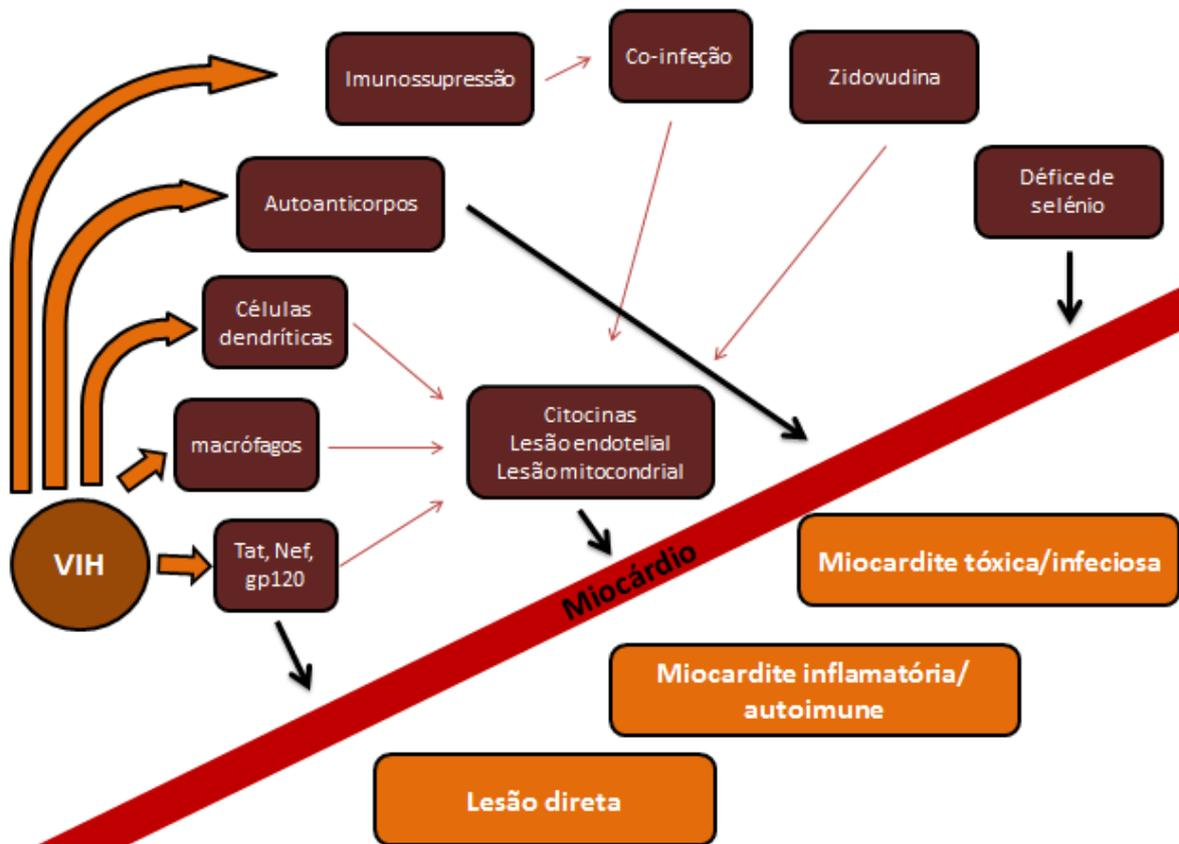 Imunossupressão
Co-infeção
Zidovudina
Autoanticorpos
Défice de
selénio
Células
dendríticas
macrófagos
Citocinas
Lesão endotelial
Lesão mitocondrial
VIH
Tat, Nef,
gp120
Miocárdio
Miocardite tóxica/infeciosa
Miocardite inflamatória/
autoimune
Lesão direta